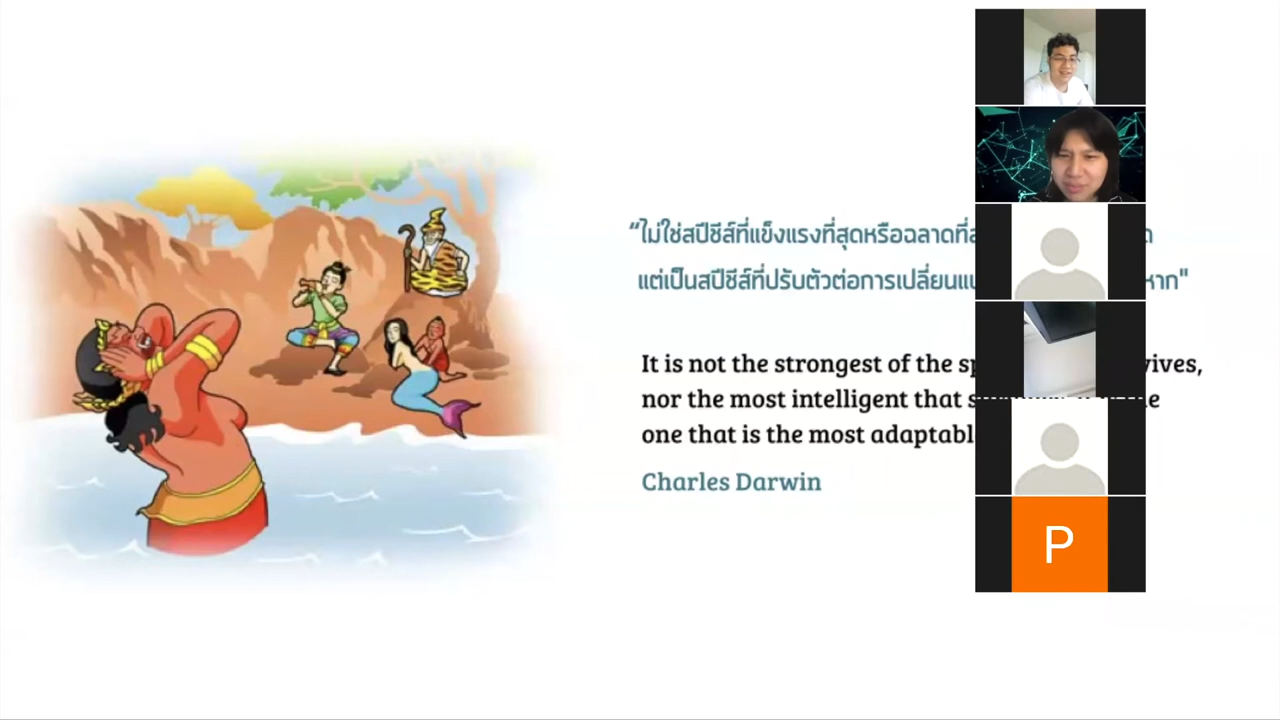 “ไม่ใช่สปีชีส์ที่แข็งแรงที่สุดหรือฉลาดที่
แต่เป็นสปีชีส์ที่ปรับตัวต่อการเปลี่ยน หาก"
It is not the strongest of the
nor the most intelligent that
one that is the most
Charles Darwin
P